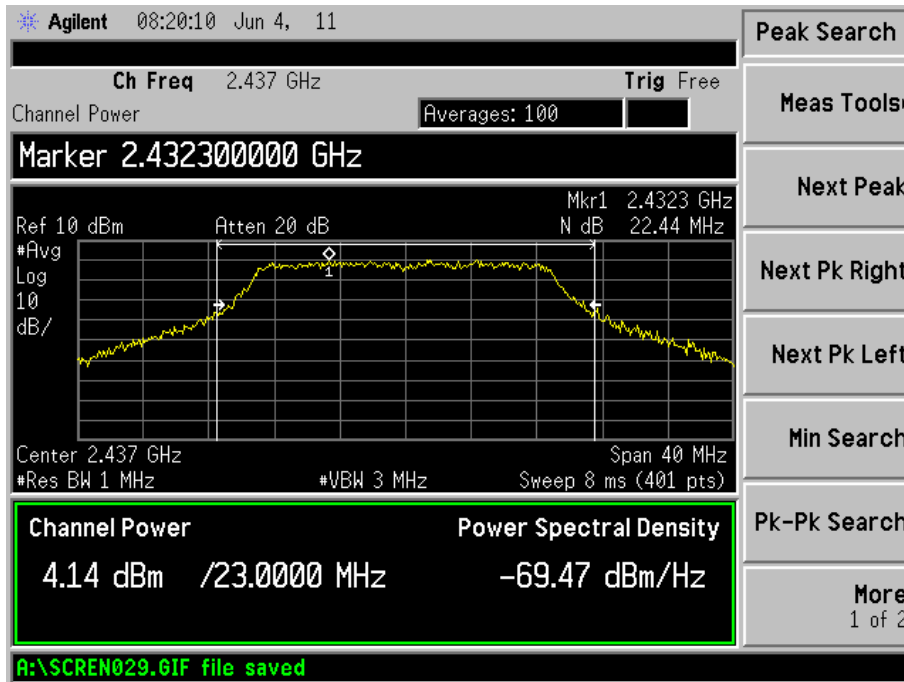 Agilent 08:20:10 Jun 4, 11
Peak Search
Ch Freq 2.437 GHz Trig Free
Channel Power Averages: 100
Meas Tools
Marker 2.432300000 GHz
Next Peak
Mkr1 2.4323 GHz
Ref 10 dBm Atten 20 dB N dB 22.44 MHz
#Avg
Log
10
dB/
1
Next Pk Right
Next Pk Left
Center 2.437 GHz Span 40 MHz
#Res BW 1 MHz #VBW 3 MHz Sweep 8 ms (401 pts)
Min Search
Channel Power Power Spectral Density
4.14 dBm /23.0000 MHz -69.47 dBm/Hz
Pk-Pk Search
More
1 of 2
A:\SCREN029.GIF file saved